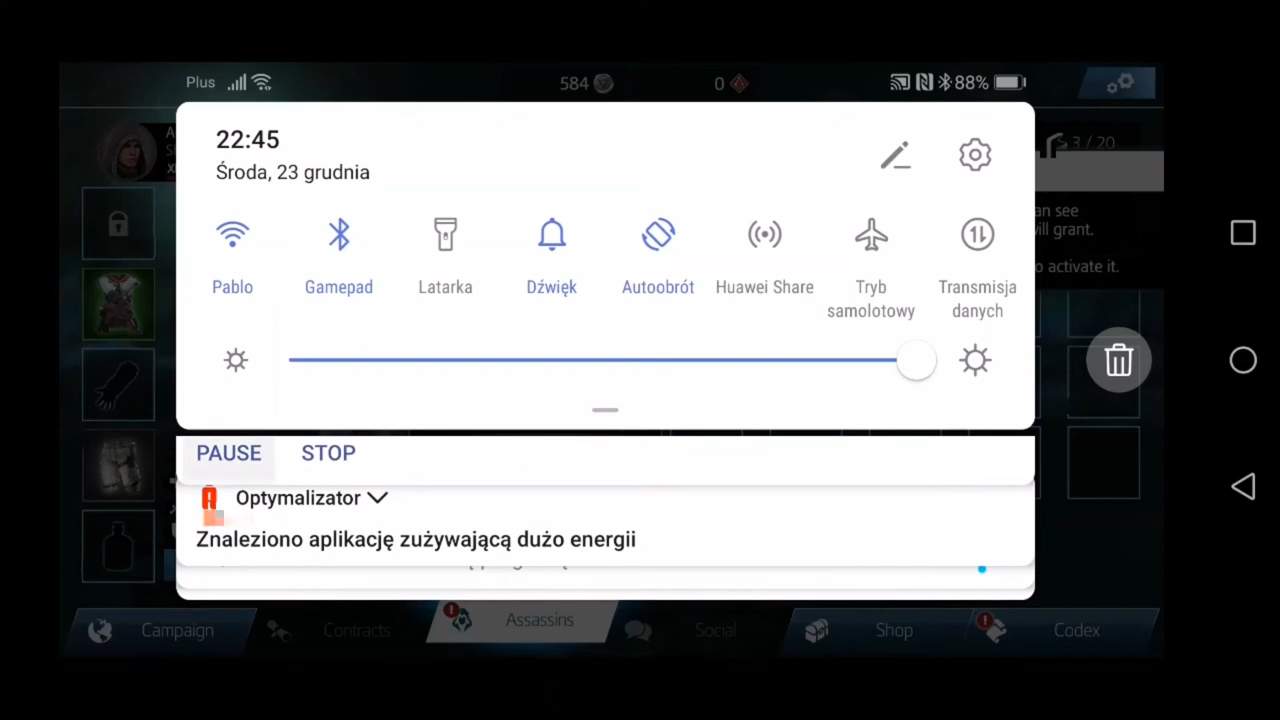 Plus
584
0
88%
22:45
Środa, 23 grudnia
3 / 20
an see
ill grant.
o activate it.
Pablo
Gamepad
Latarka
Dźwięk
Autoobrót
Huawei Share
Tryb
samolotowy
Transmisja
danych
PAUSE
STOP
Optymalizator
Znaleziono aplikację zużywającą dużo energii
Campaign
Contracts
Assassins
Social
Shop
Codex